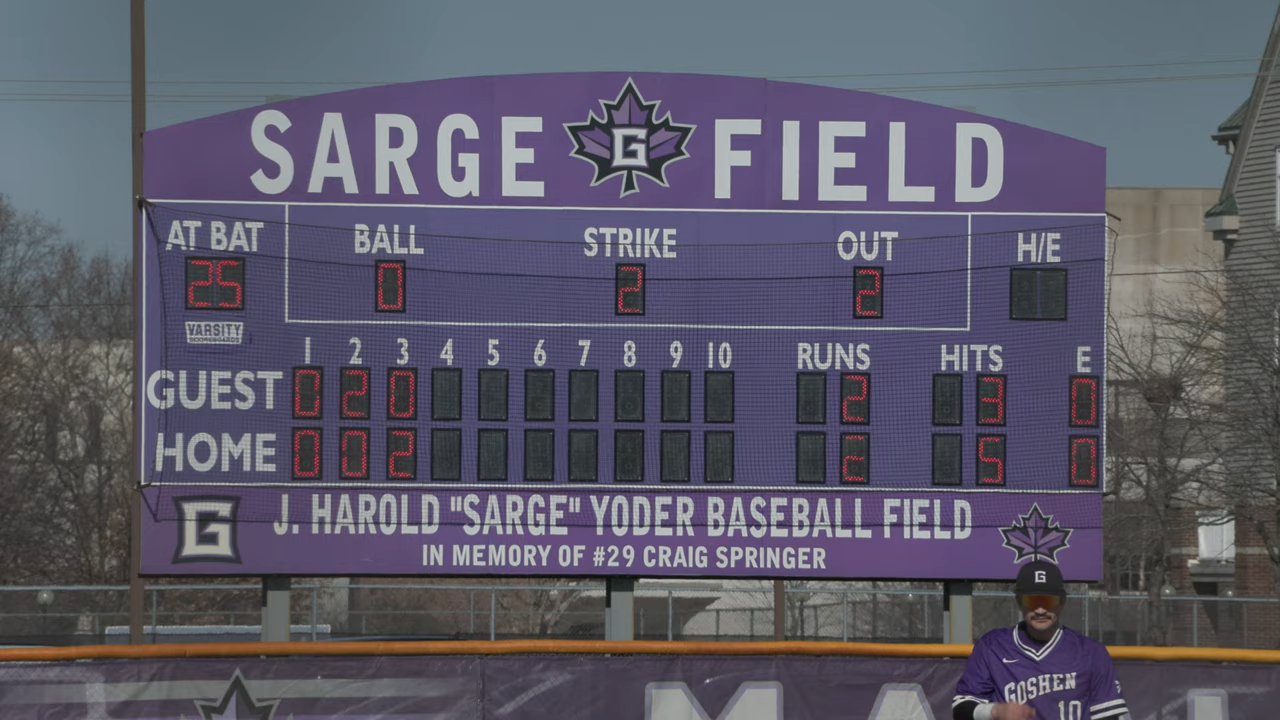 SARGE G FIELD
AT BAT BALL STRIKE OUT H/E
25 0 2 2
VARSITY
SCOREBOARDS
1 2 3 4 5 6 7 8 9 10 RUNS HITS E
GUEST 0 2 0 2 3 0
HOME 0 0 2 2 5 0
G J. HAROLD "SARGE" YODER BASEBALL FIELD
IN MEMORY OF #29 CRAIG SPRINGER
G
GOSHEN
10